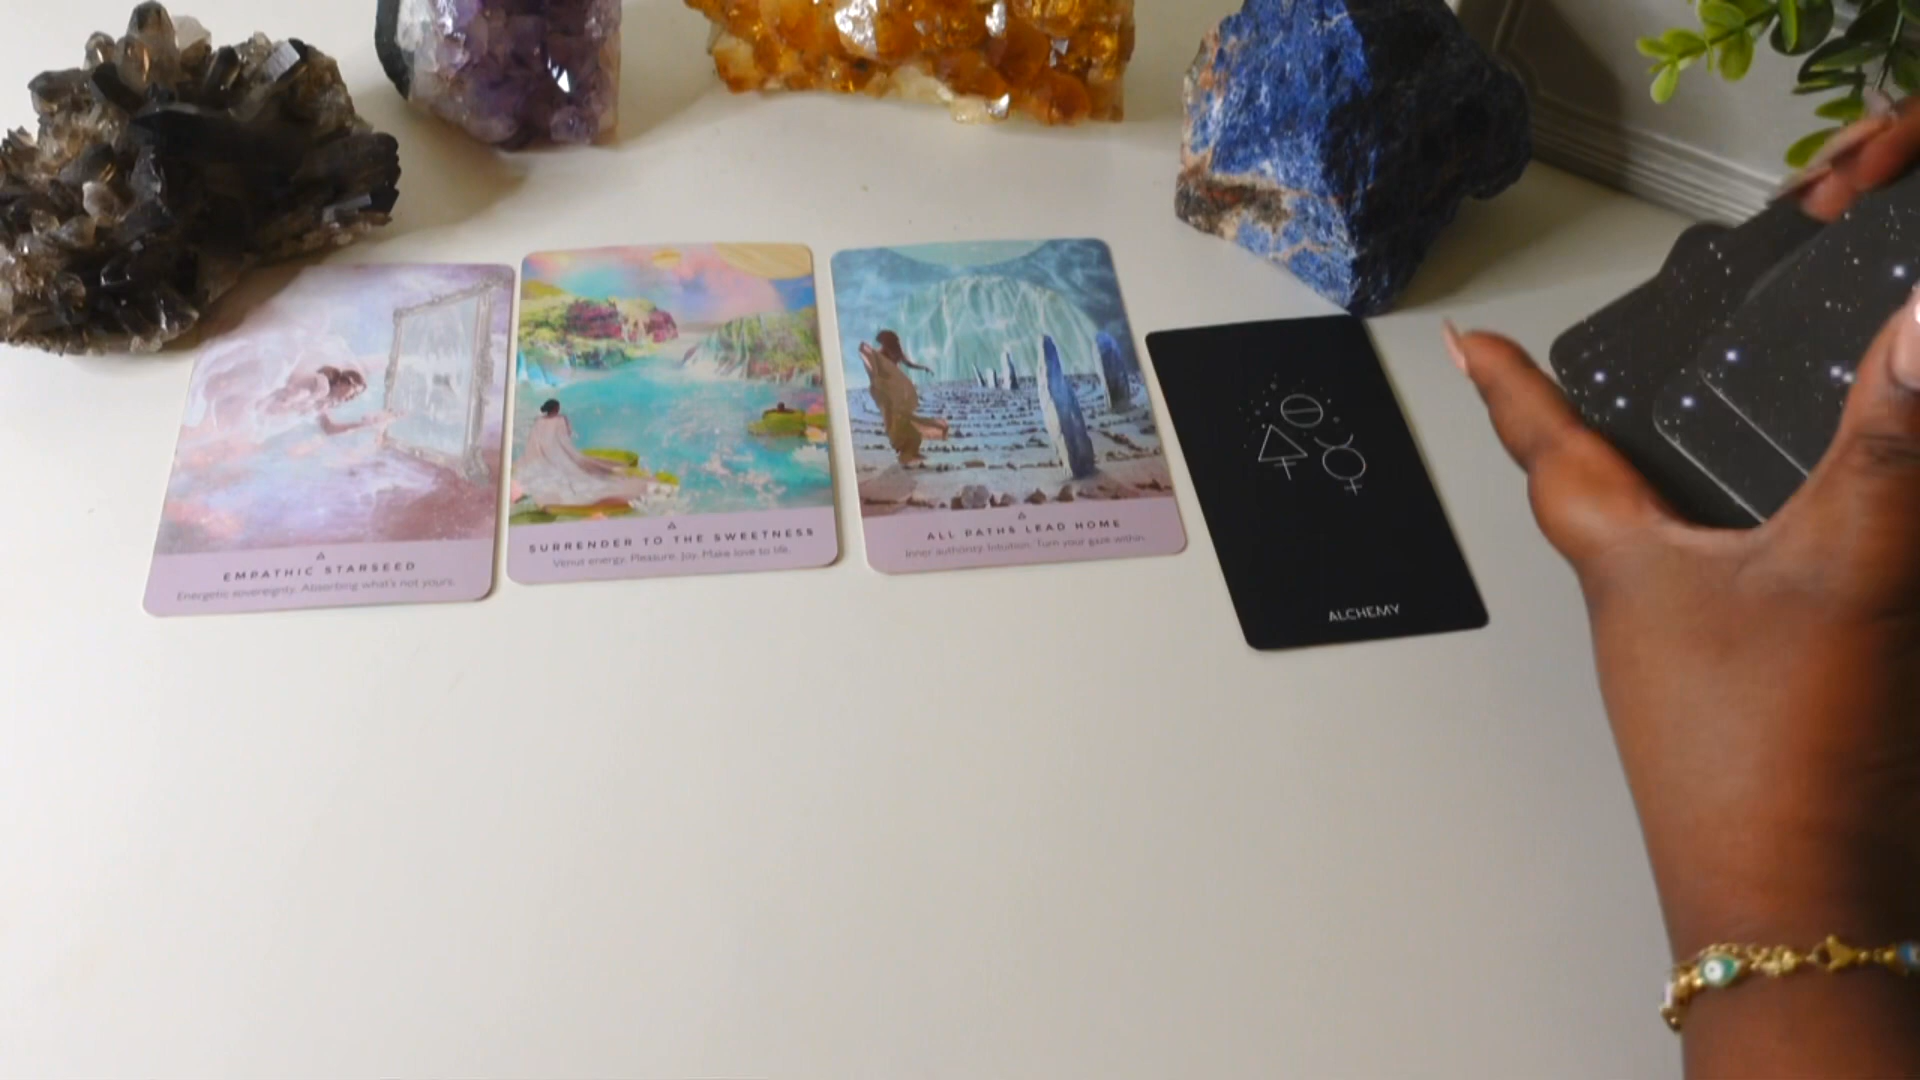 EMPATHIC STARSEED
Energetic sovereignty. Absorbing what's not yours.
SURRENDER TO THE SWEETNESS
Venus energy. Pleasure. Joy. Make love to life.
ALL PATHS LEAD HOME
Inner authority. Intuition. Turn your gaze within.
ALCHEMY